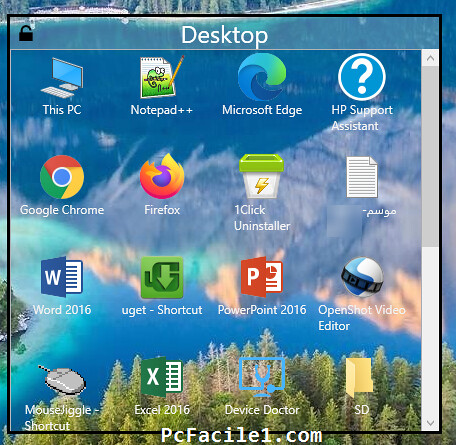 Desktop
This PC
Notepad++
Microsoft Edge
HP Support
Assistant
Google Chrome
Firefox
1Click
Uninstaller
موسم-
Word 2016
uget - Shortcut
PowerPoint 2016
OpenShot Video
Editor
MouseJiggle -
Shortcut
Excel 2016
Device Doctor
SD
PcFacile1.com